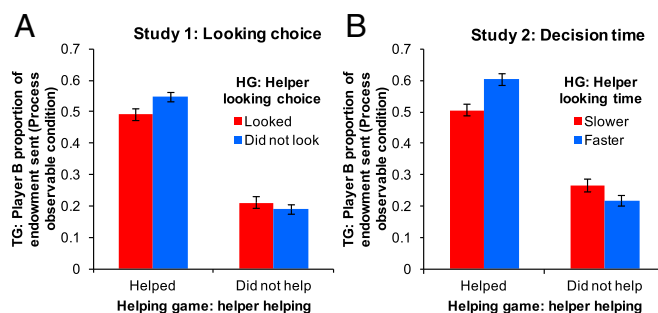 A
Study 1: Looking choice
TG: Player B proportion of
endowment sent (Process
observable condition)
0.7
0.6
0.5
0.4
0.3
0.2
0.1
0
HG: Helper
looking choice
Looked
Did not look
Helped
Did not help
Helping game: helper helping
B
Study 2: Decision time
TG: Player B proportion of
endowment sent (Process
observable condition)
0.7
0.6
0.5
0.4
0.3
0.2
0.1
0
HG: Helper
looking time
Slower
Faster
Helped
Did not help
Helping game: helper helping